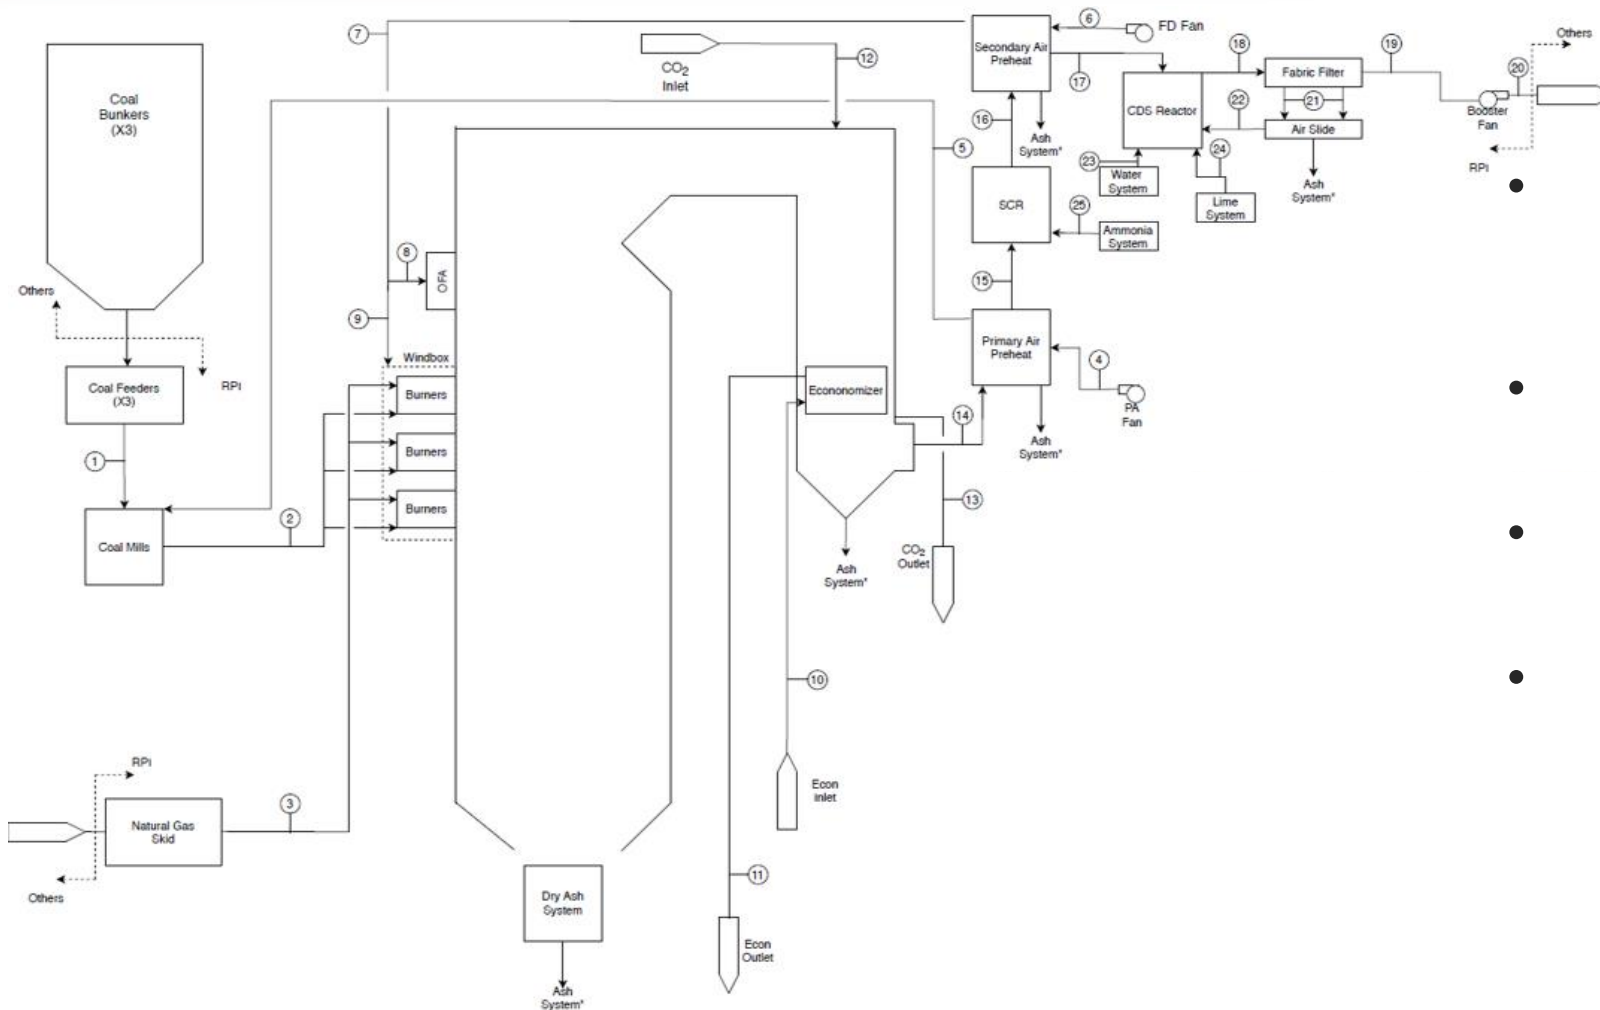 7
CO2
Inlet
12
Secondary Air
Preheat
6
FD Fan
17
18
19
20
Others
Coal
Bunkers
(X3)
CDS Reactor
Fabric Filter
21
22
Air Slide
Booster
Fan
RPI
16
Ash
System*
5
23
24
Water
System
Lime
System
Ash
System*
SCR
25
Ammonia
System
8
OFA
15
Others
9
Windbox
Primary Air
Preheat
4
PA
Fan
RPI
Coal Feeders
(X3)
Burners
Econonomizer
14
Ash
System*
1
Burners
13
2
Burners
Coal Mills
CO2
Outlet
Ash
System*
10
RPI
Econ
Inlet
3
Natural Gas
Skid
Others
11
Dry Ash
System
Econ
Outlet
Ash
System*